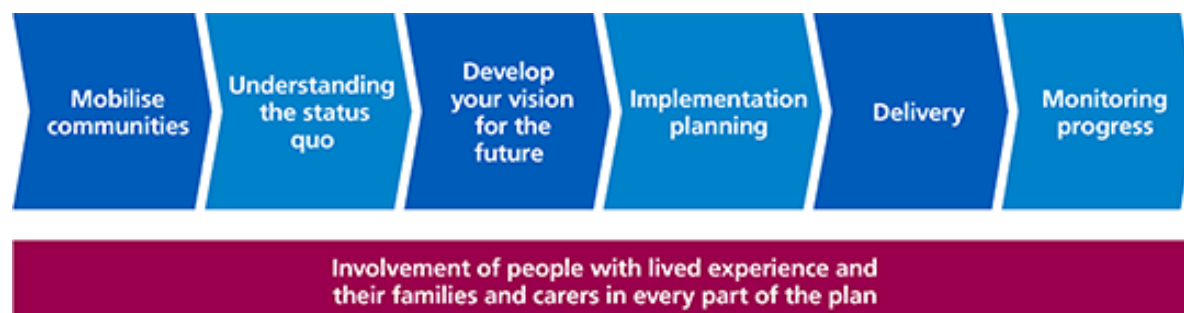 Mobilise
communities
Understanding
the status
quo
Develop
your vision
for the
future
Implementation
planning
Delivery
Monitoring
progress
Involvement of people with lived experience and
their families and carers in every part of the plan